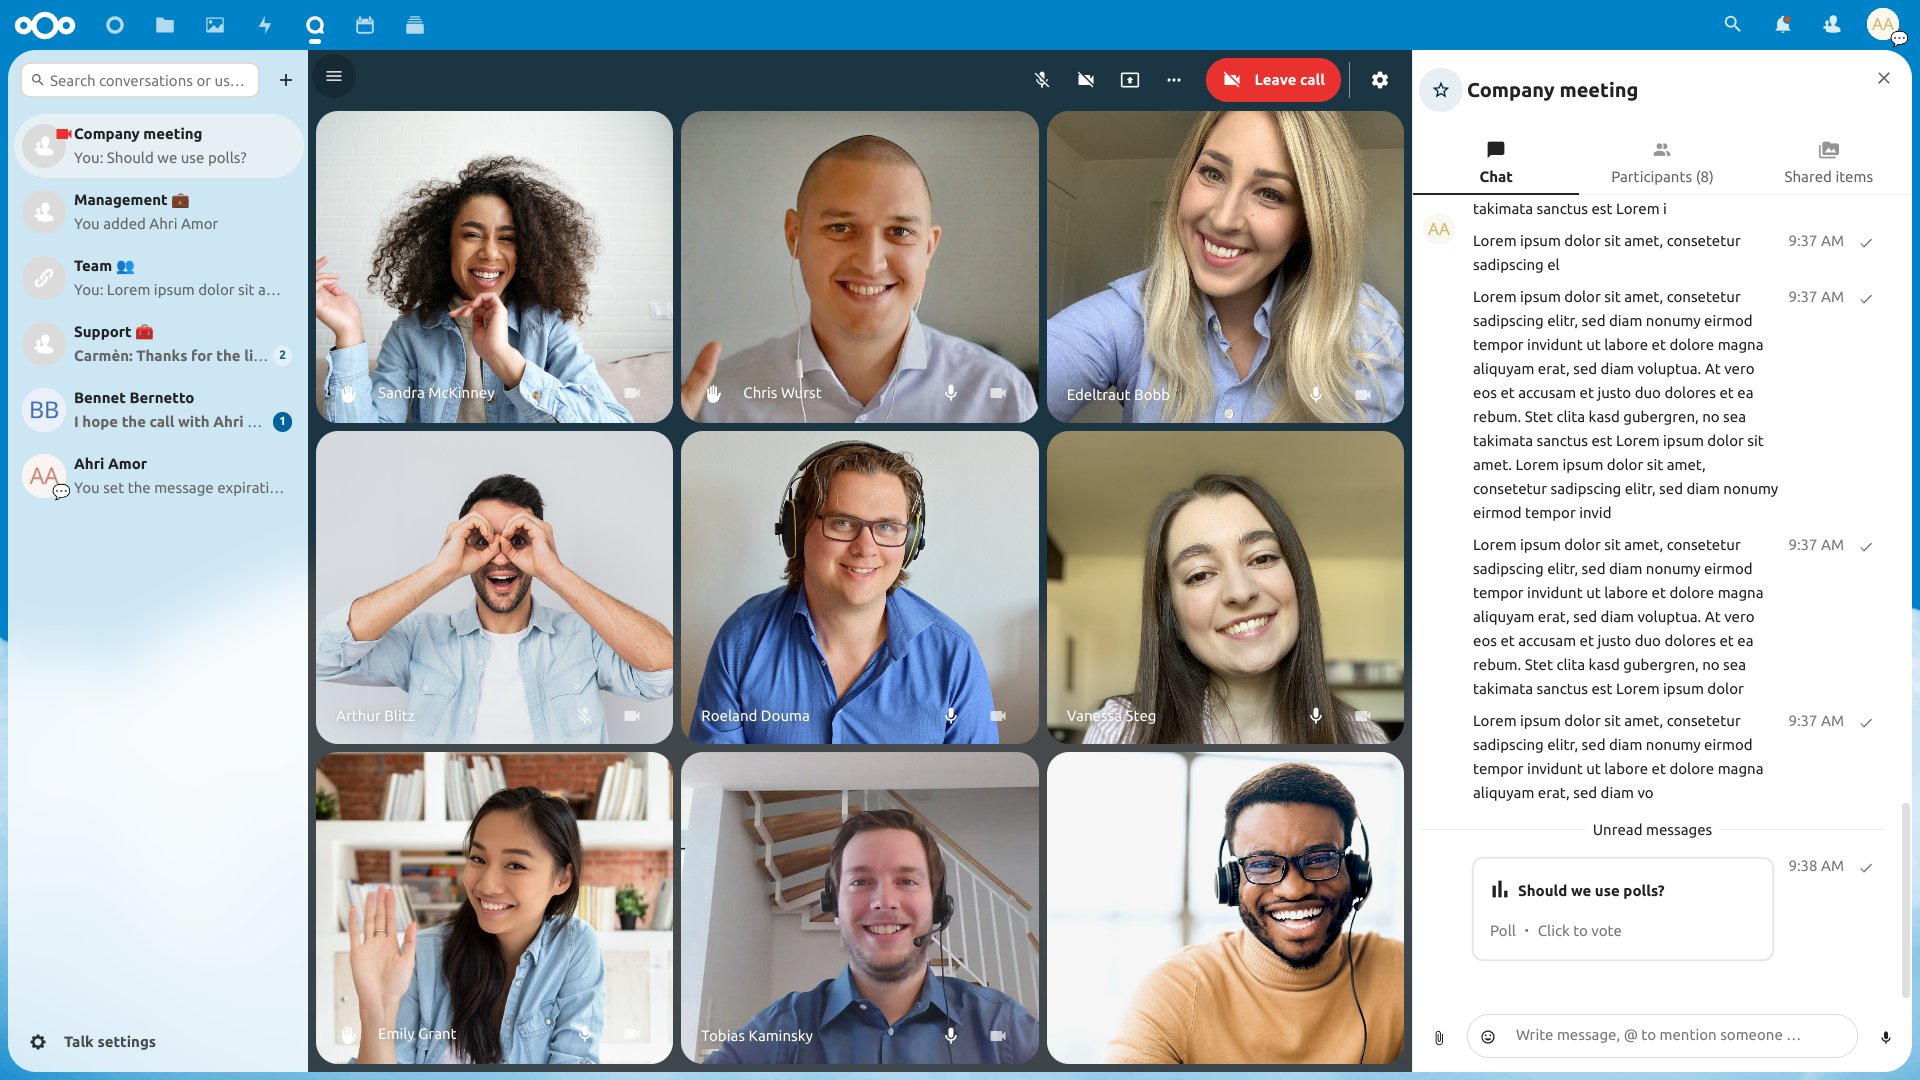 AA
Search conversations or us…
Company meeting
You: Should we use polls?
Management
You added Ahri Amor
Team
You: Lorem ipsum dolor sit a…
Support
Carmèn: Thanks for the li…
2
BB
Bennet Bernetto
I hope the call with Ahri …
1
AA
Ahri Amor
You set the message expirati…
Talk settings
Leave call
Sandra McKinney
Chris Wurst
Edeltraut Bobb
Arthur Blitz
Roeland Douma
Vanessa Steg
Emily Grant
Tobias Kaminsky
Company meeting
Chat
Participants (8)
Shared items
takimata sanctus est Lorem i
AA
Lorem ipsum dolor sit amet, consetetur
9:37 AM
sadipscing el
Lorem ipsum dolor sit amet, consetetur
9:37 AM
sadipscing elitr, sed diam nonumy eirmod
tempor invidunt ut labore et dolore magna
aliquyam erat, sed diam voluptua. At vero
eos et accusam et justo duo dolores et ea
rebum. Stet clita kasd gubergren, no sea
takimata sanctus est Lorem ipsum dolor sit
amet. Lorem ipsum dolor sit amet,
consetetur sadipscing elitr, sed diam nonumy
eirmod tempor invid
Lorem ipsum dolor sit amet, consetetur
9:37 AM
sadipscing elitr, sed diam nonumy eirmod
tempor invidunt ut labore et dolore magna
aliquyam erat, sed diam voluptua. At vero
eos et accusam et justo duo dolores et ea
rebum. Stet clita kasd gubergren, no sea
takimata sanctus est Lorem ipsum dolor
Lorem ipsum dolor sit amet, consetetur
9:37 AM
sadipscing elitr, sed diam nonumy eirmod
tempor invidunt ut labore et dolore magna
aliquyam erat, sed diam vo
Unread messages
9:38 AM
Should we use polls?
Poll • Click to vote
Write message, @ to mention someone …